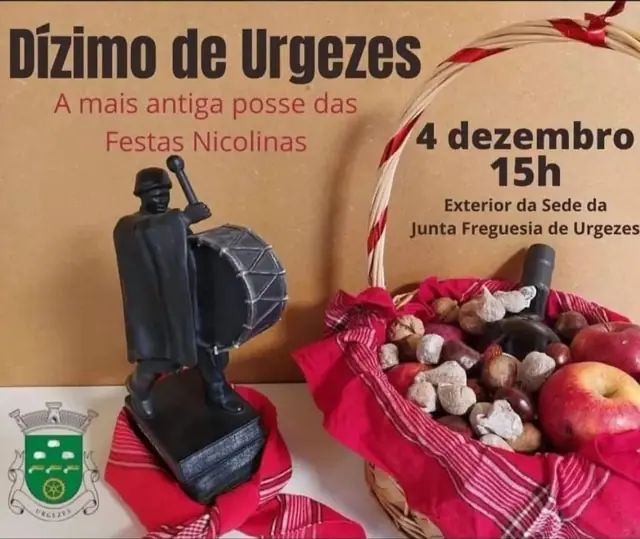 Dízimo de Urgezes
A mais antiga posse das
Festas Nicolinas
4 dezembro
15h
Exterior da Sede da
Junta Freguesia de Urgezes
URGEZES